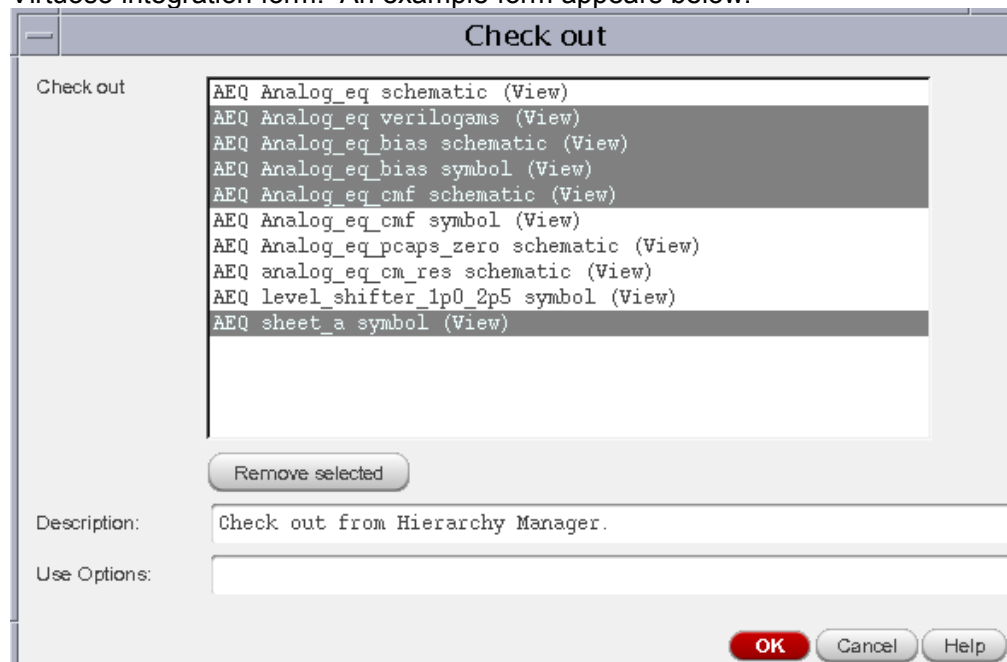 Virtuoso integration form. An example form appears below.
Check out
Check out
AEQ Analog_eq schematic (View)
AEQ Analog_eq verilogams (View)
AEQ Analog_eq_bias schematic (View)
AEQ Analog_eq_bias symbol (View)
AEQ Analog_eq_cmf schematic (View)
AEQ Analog_eq_cmf symbol (View)
AEQ Analog_eq_pcaps_zero schematic (View)
AEQ analog_eq_cm_res schematic (View)
AEQ level_shifter_1p0_2p5 symbol (View)
AEQ sheet_a symbol (View)
Remove selected
Description: Check out from Hierarchy Manager.
Use Options:
OK Cancel Help